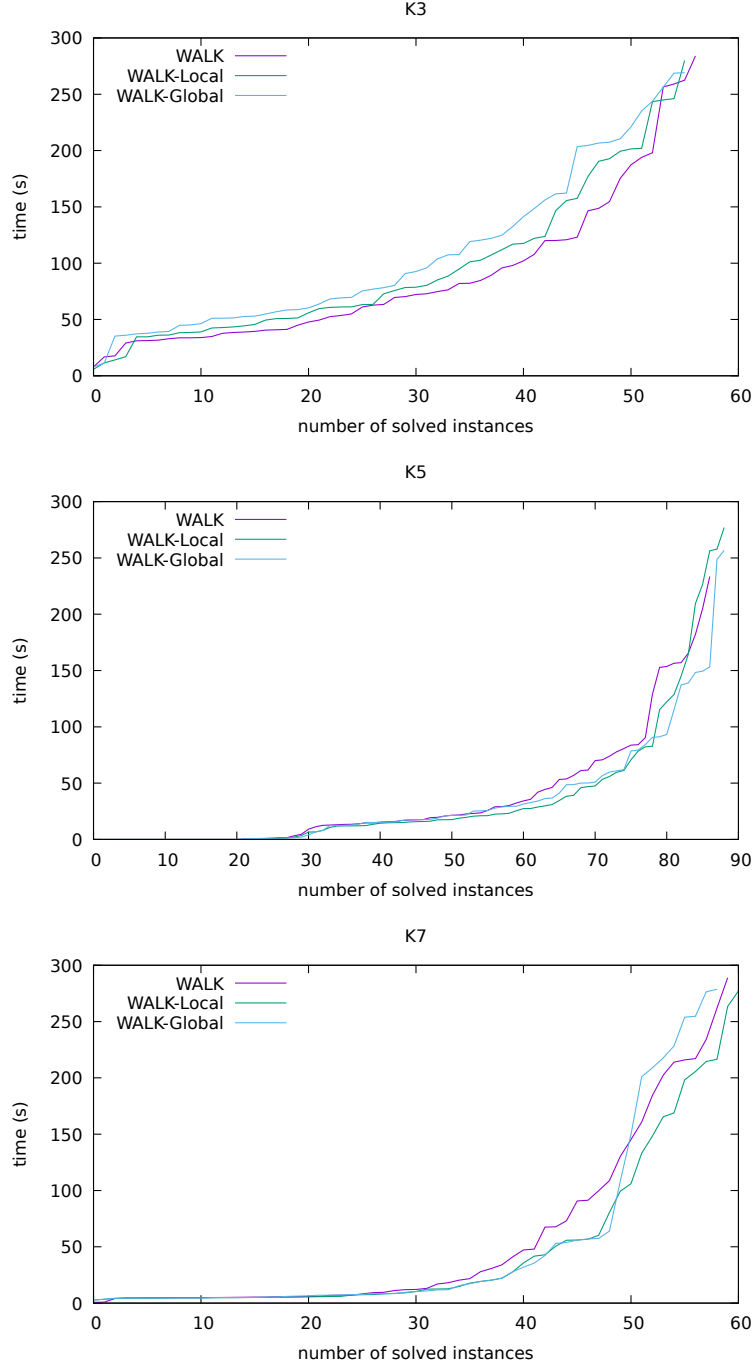 K3
300
250
200
150
100
50
0
time (s)
WALK
WALK-Local
WALK-Global
0 10 20 30 40 50 60
number of solved instances
K5
300
250
200
150
100
50
0
time (s)
WALK
WALK-Local
WALK-Global
0 10 20 30 40 50 60 70 80 90
number of solved instances
K7
300
250
200
150
100
50
0
time (s)
WALK
WALK-Local
WALK-Global
0 10 20 30 40 50 60
number of solved instances